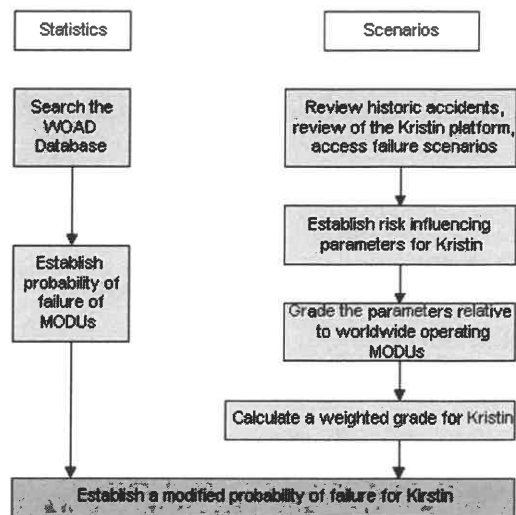 Statistics
Scenarios
Search the
WOAD
Database
Review historic accidents,
review of the Kristin platform,
access failure scenarios
Establish
probability of
failure of
MODUs
Establish risk influencing
parameters for Kristin
Grade the parameters relative
to worldwide operating
MODUs
Calculate a weighted grade for Kristin
Establish a modified probability of failure for Kirstin